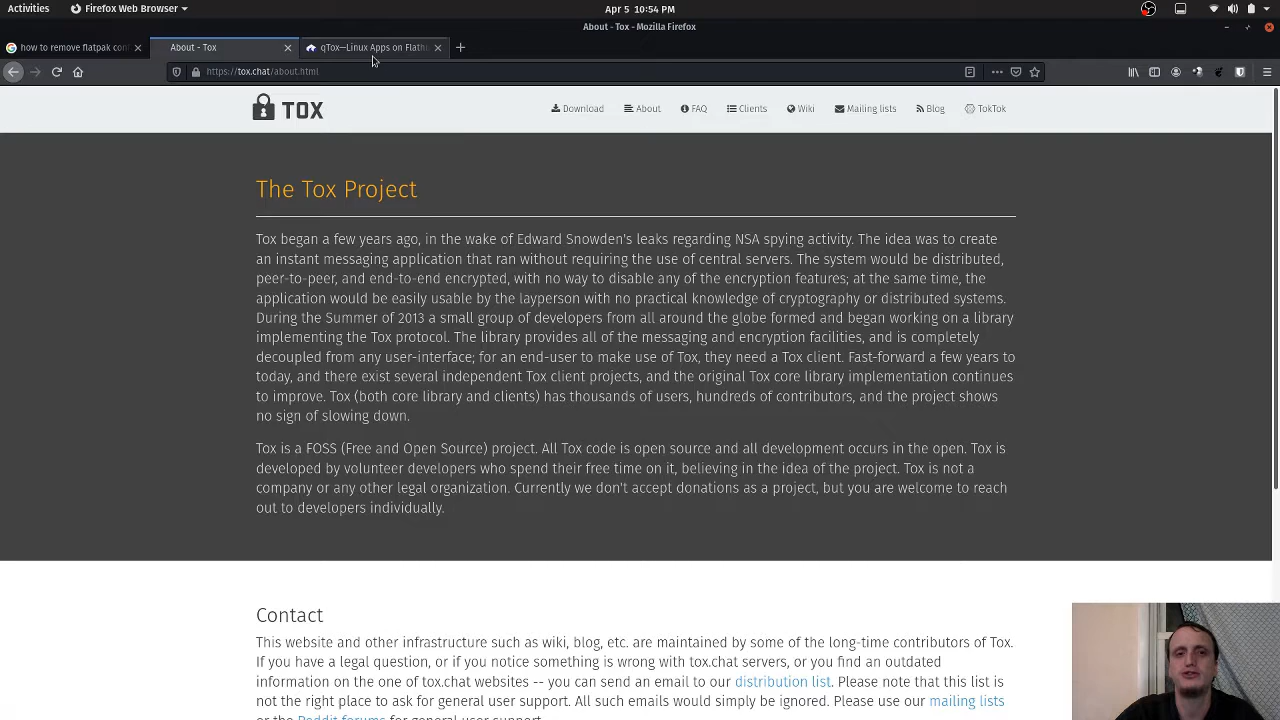 Activities
Firefox Web Browser
Apr 5 10:54 PM
About - Tox - Mozilla Firefox
how to remove flatpak con
About - Tox
qTox—Linux Apps on Flath
https://tox.chat/about.html
TOX
Download
About
FAQ
Clients
Wiki
Mailing lists
Blog
TokTok
The Tox Project
Tox began a few years ago, in the wake of Edward Snowden's leaks regarding NSA spying activity. The idea was to create
an instant messaging application that ran without requiring the use of central servers. The system would be distributed,
peer-to-peer, and end-to-end encrypted, with no way to disable any of the encryption features; at the same time, the
application would be easily usable by the layperson with no practical knowledge of cryptography or distributed systems.
During the Summer of 2013 a small group of developers from all around the globe formed and began working on a library
implementing the Tox protocol. The library provides all of the messaging and encryption facilities, and is completely
decoupled from any user-interface; for an end-user to make use of Tox, they need a Tox client. Fast-forward a few years to
today, and there exist several independent Tox client projects, and the original Tox core library implementation continues
to improve. Tox (both core library and clients) has thousands of users, hundreds of contributors, and the project shows
no sign of slowing down.
Tox is a FOSS (Free and Open Source) project. All Tox code is open source and all development occurs in the open. Tox is
developed by volunteer developers who spend their free time on it, believing in the idea of the project. Tox is not a
company or any other legal organization. Currently we don't accept donations as a project, but you are welcome to reach
out to developers individually.
Contact
This website and other infrastructure such as wiki, blog, etc. are maintained by some of the long-time contributors of Tox.
If you have a legal question, or if you notice something is wrong with tox.chat servers, or you find an outdated
information on the one of tox.chat websites -- you can send an email to our distribution list. Please note that this list is
not the right place to ask for general user support. All such emails would simply be ignored. Please use our mailing lists
or the Reddit forums for general user support.